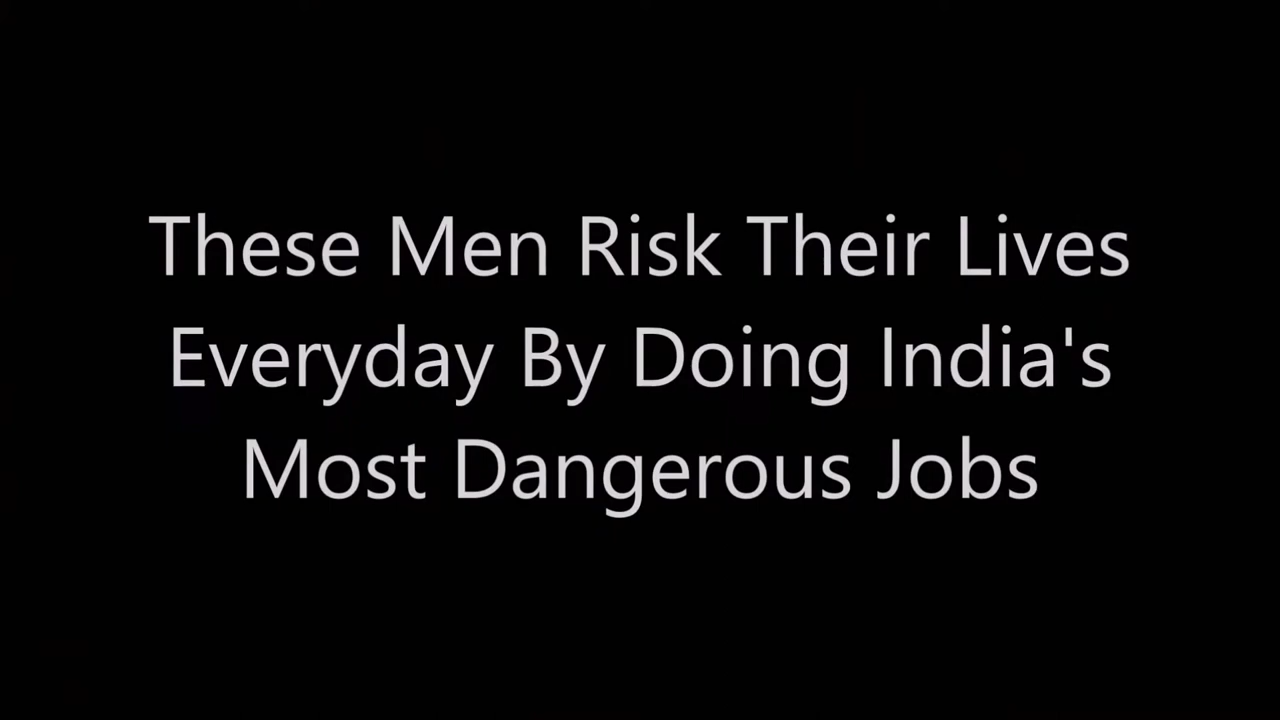 These Men Risk Their Lives
Everyday By Doing India's
Most Dangerous Jobs